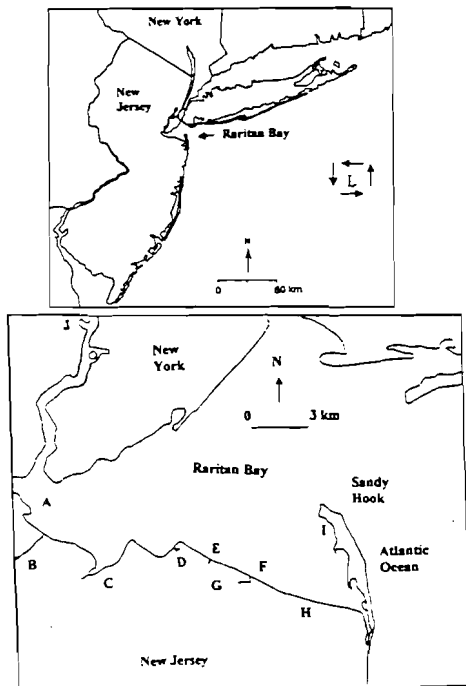 New York
New
Jersey
Raritan Bay
L
N
0 80 km
J
New
York
N
0 3 km
Raritan Bay
Sandy
Hook
A
I
Atlantic
Ocean
B
C
D
E
F
G
H
New Jersey